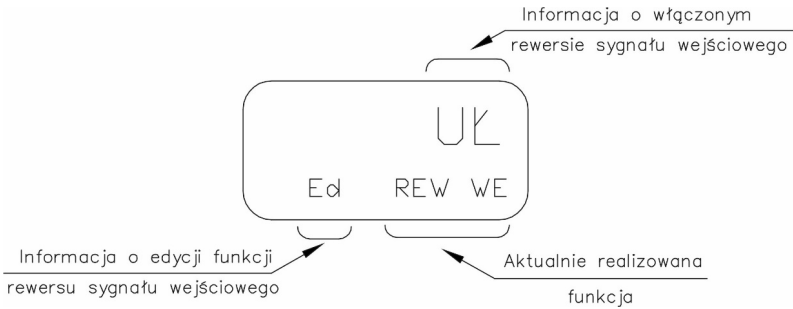 Informacja o włączonym
rewersie sygnału wejściowego
UŁ
Ed REW WE
Informacja o edycji funkcji
rewersu sygnału wejściowego
Aktualnie realizowana
funkcja